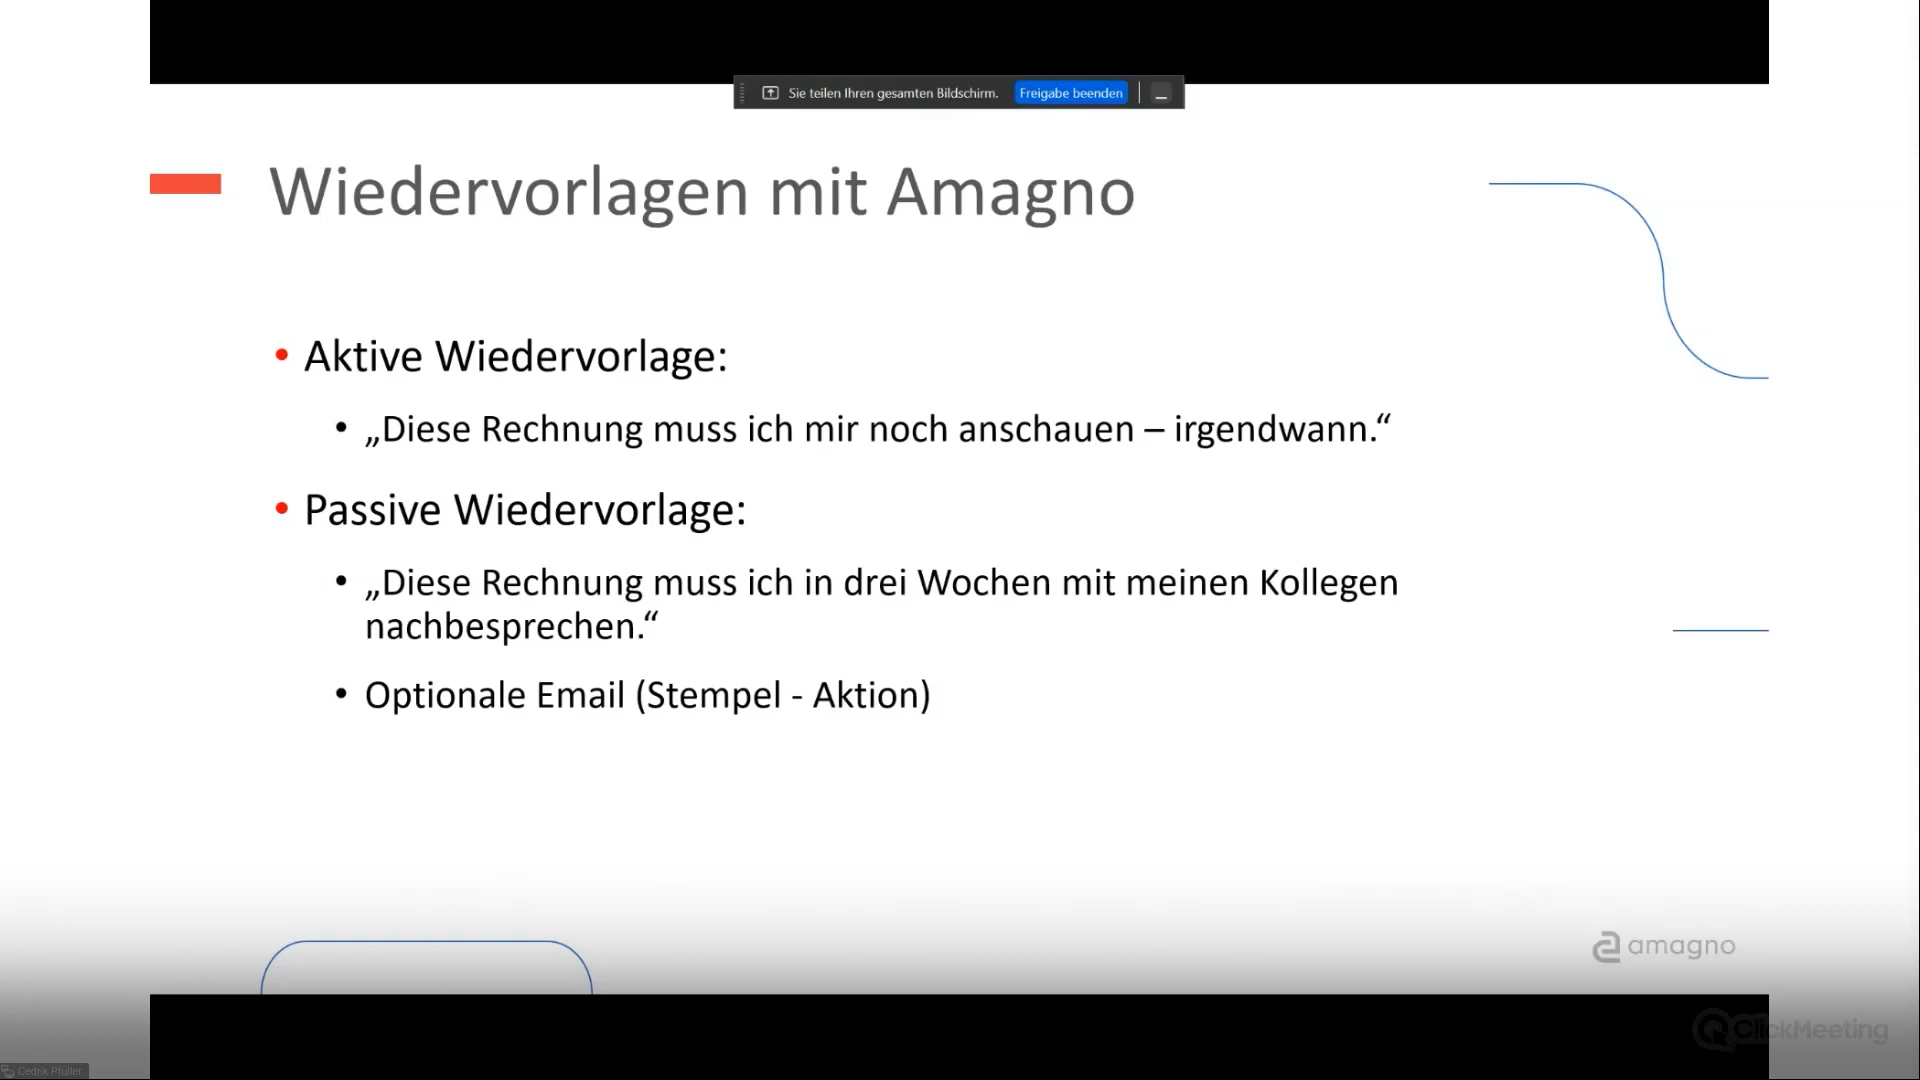 Sie teilen Ihren gesamten Bildschirm. Freigabe beenden
Wiedervorlagen mit Amagno
• Aktive Wiedervorlage:
• „Diese Rechnung muss ich mir noch anschauen – irgendwann.“
• Passive Wiedervorlage:
• „Diese Rechnung muss ich in drei Wochen mit meinen Kollegen
nachbesprechen.“
• Optionale Email (Stempel - Aktion)
amagno
ClickMeeting
Cedrik Pfuller